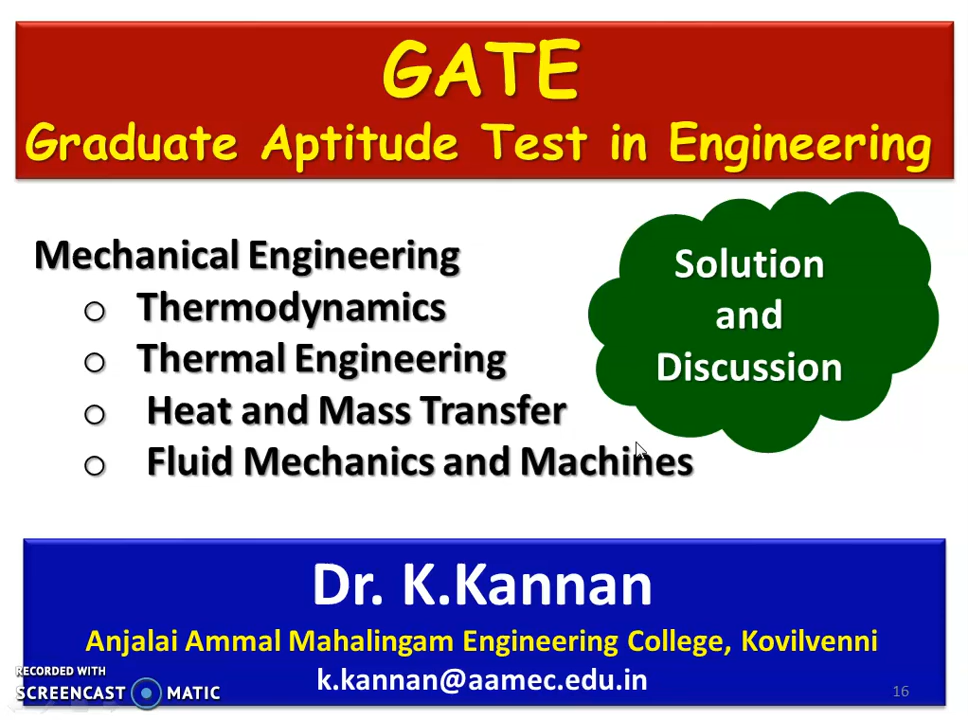 GATE
Graduate Aptitude Test in Engineering
Mechanical Engineering
o Thermodynamics
o Thermal Engineering
o Heat and Mass Transfer
o Fluid Mechanics and Machines
Solution
and
Discussion
Dr. K.Kannan
Anjalai Ammal Mahalingam Engineering College, Kovilvenni
k.kannan@aamec.edu.in
RECORDED WITH
SCREENCAST MATIC
16